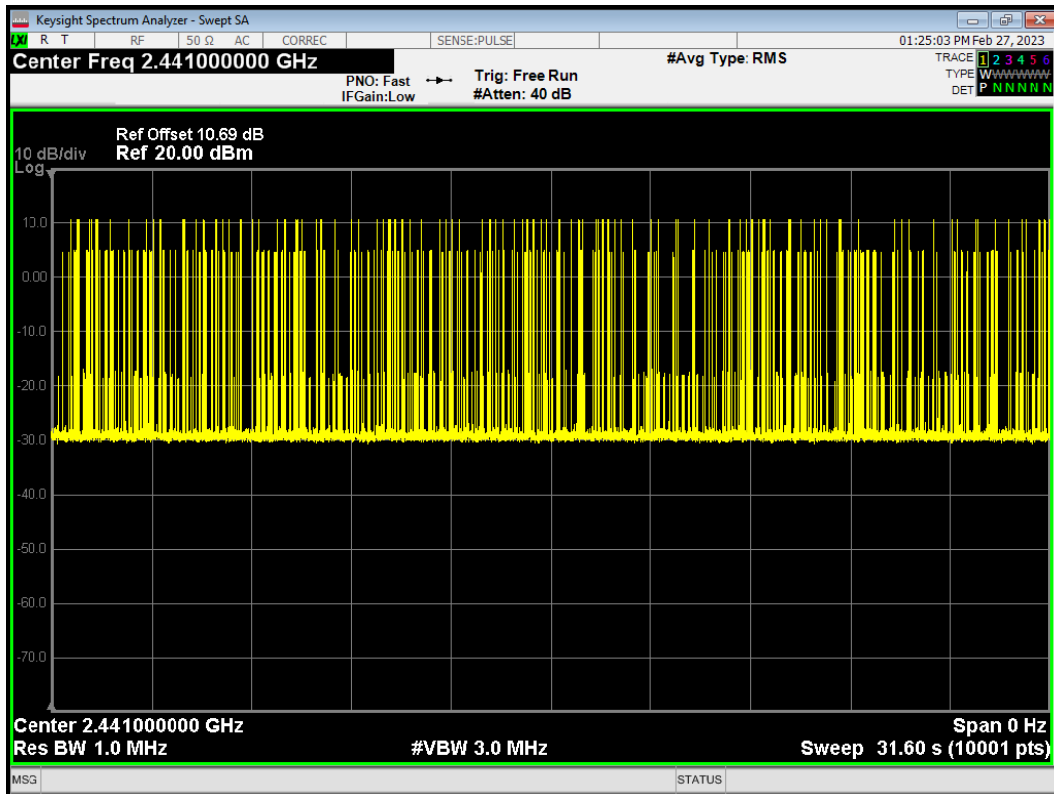 Keysight Spectrum Analyzer - Swept SA
LXI R T RF 50 Ω AC CORREC SENSE:PULSE 01:25:03 PM Feb 27, 2023
Center Freq 2.441000000 GHz #Avg Type: RMS TRACE 1 2 3 4 5 6
PNO: Fast Trig: Free Run TYPE WWWWWW
IFGain:Low #Atten: 40 dB DET P N N N N N
Ref Offset 10.69 dB
10 dB/div Ref 20.00 dBm
Log
10.0
0.00
-10.0
-20.0
-30.0
-40.0
-50.0
-60.0
-70.0
Center 2.441000000 GHz Span 0 Hz
Res BW 1.0 MHz #VBW 3.0 MHz Sweep 31.60 s (10001 pts)
MSG STATUS